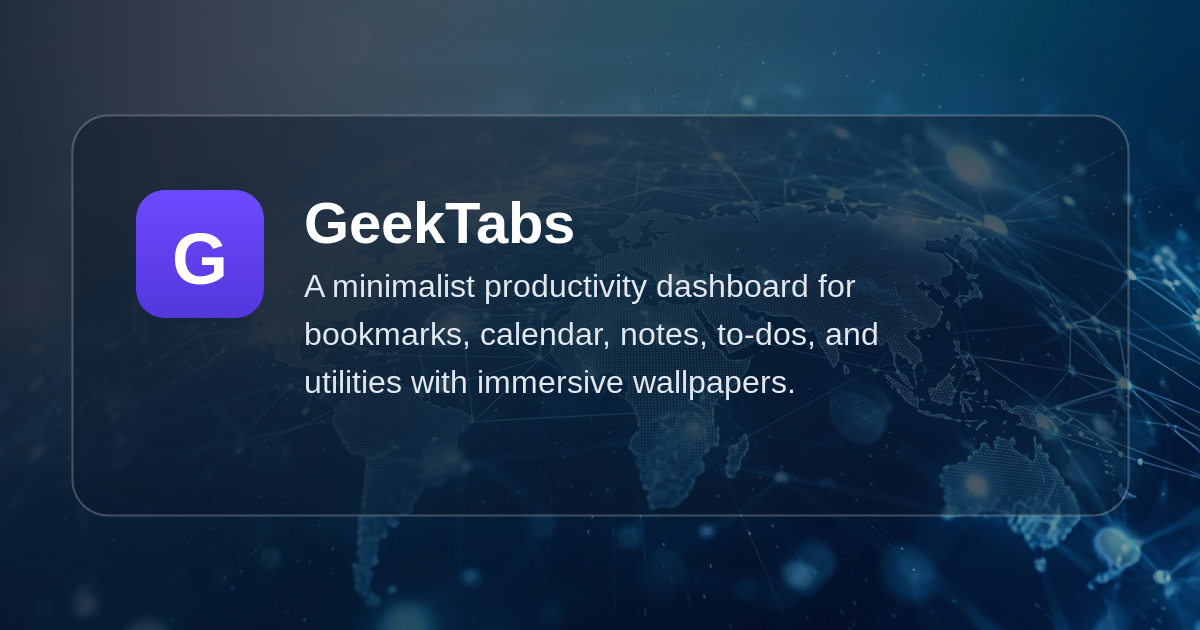 G
GeekTabs
A minimalist productivity dashboard for
bookmarks, calendar, notes, to-dos, and
utilities with immersive wallpapers.